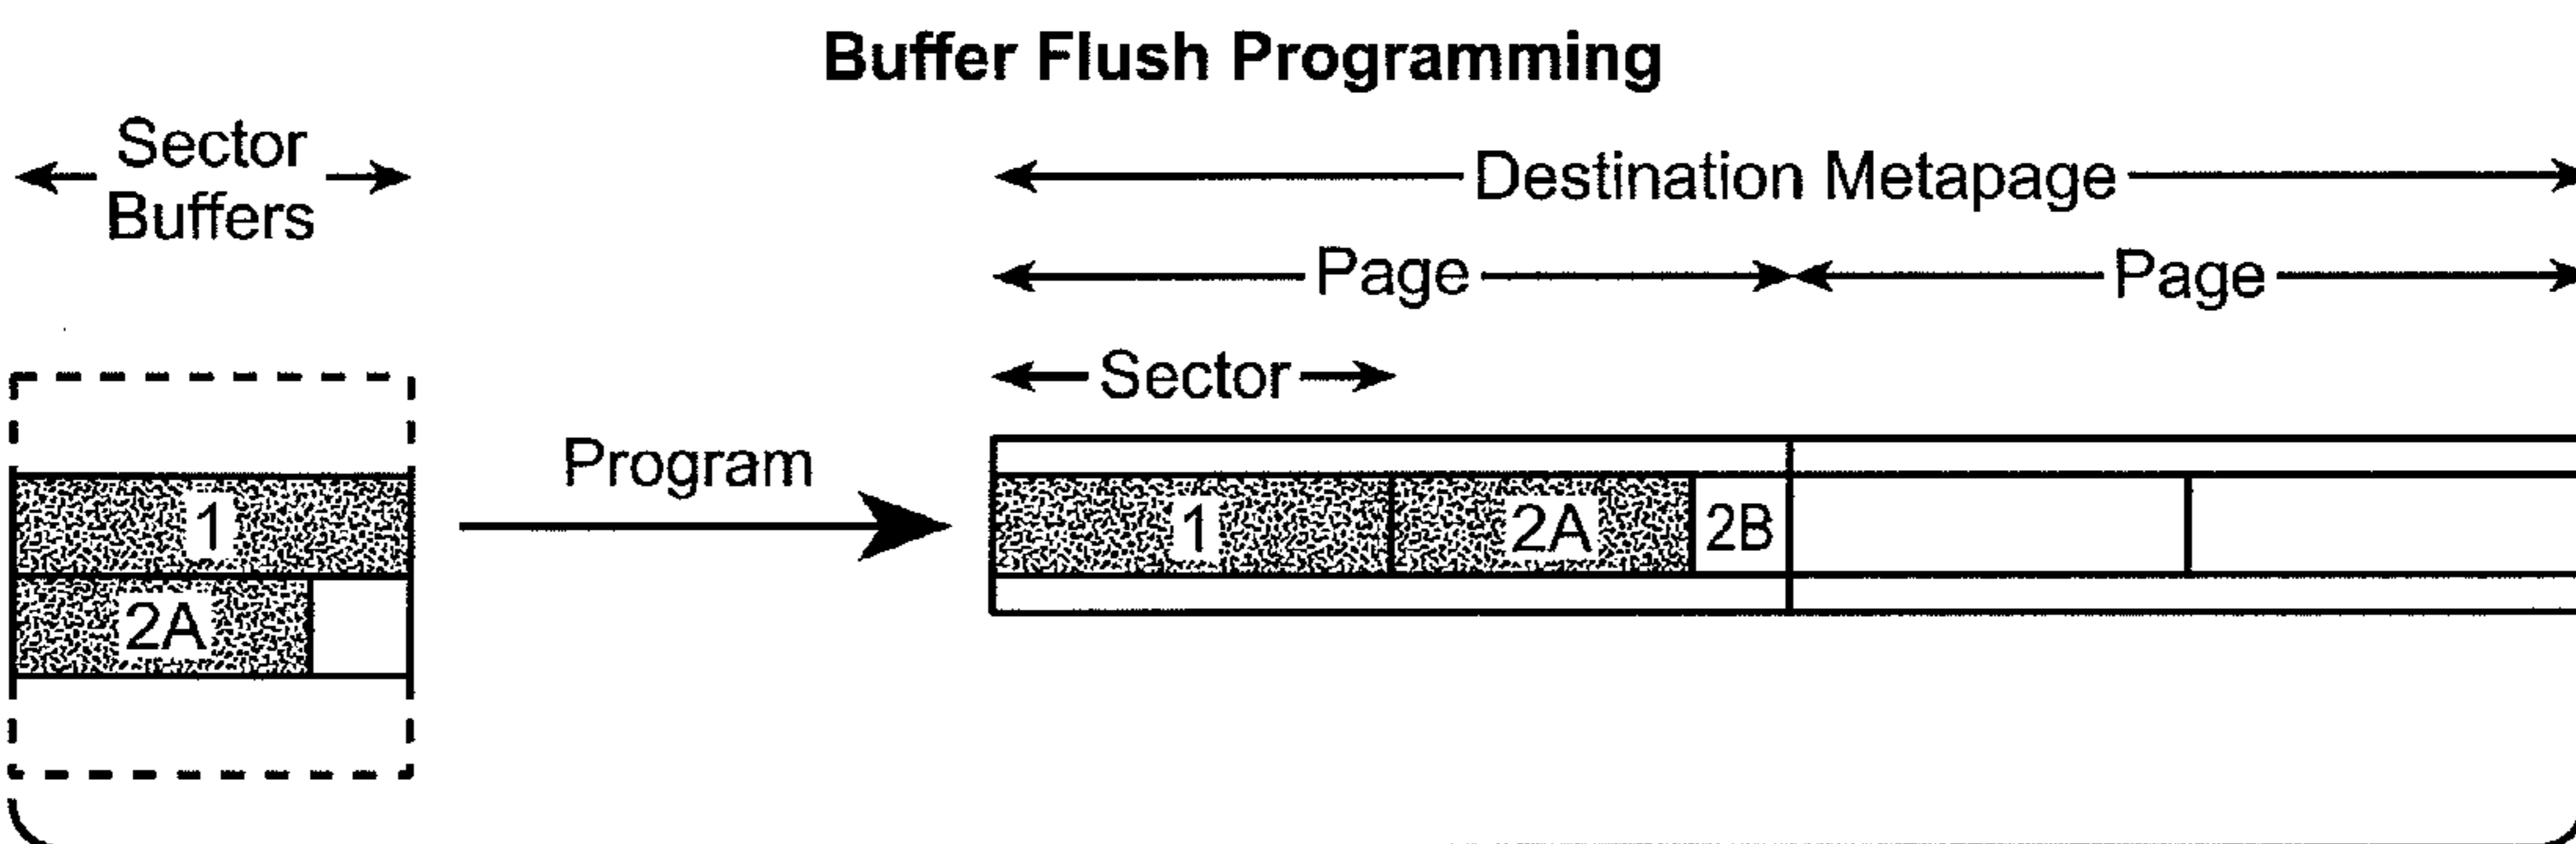 Buffer Flush Programming
Sector
Buffers
Destination Metapage
Page
Page
Sector
Program
1
2A
1
2A
2B